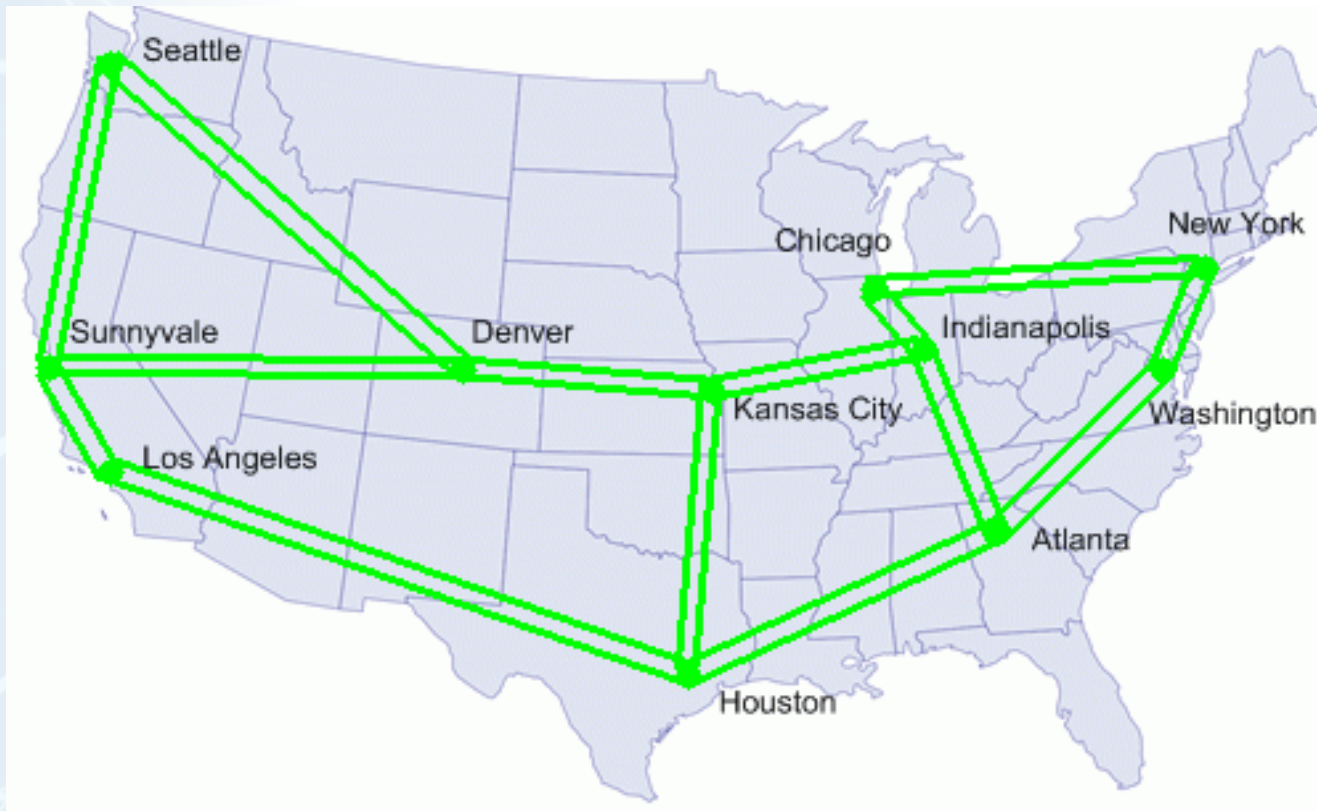 Seattle
New York
Chicago
Sunnyvale
Denver
Indianapolis
Kansas City
Washington
Los Angeles
Atlanta
Houston